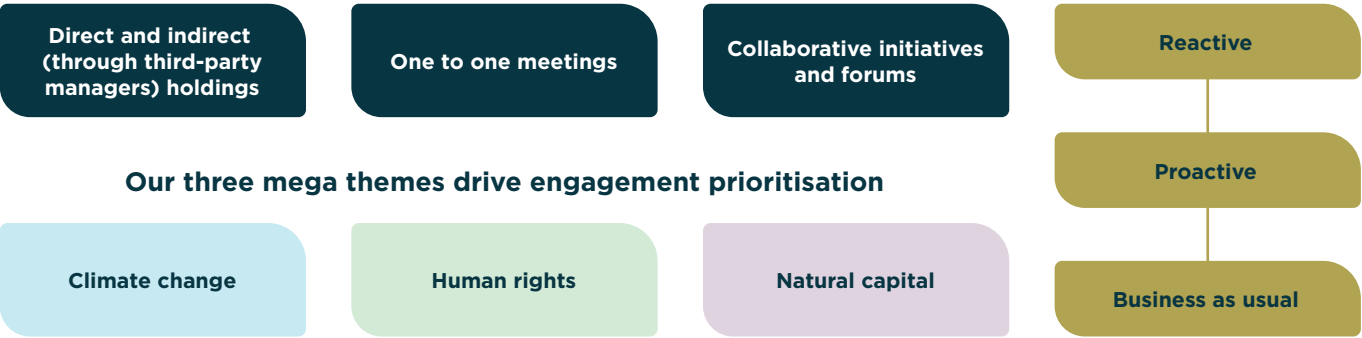 Direct and indirect
(through third-party
managers) holdings
One to one meetings
Collaborative initiatives
and forums
Our three mega themes drive engagement prioritisation
Climate change
Human rights
Natural capital
Reactive
Proactive
Business as usual